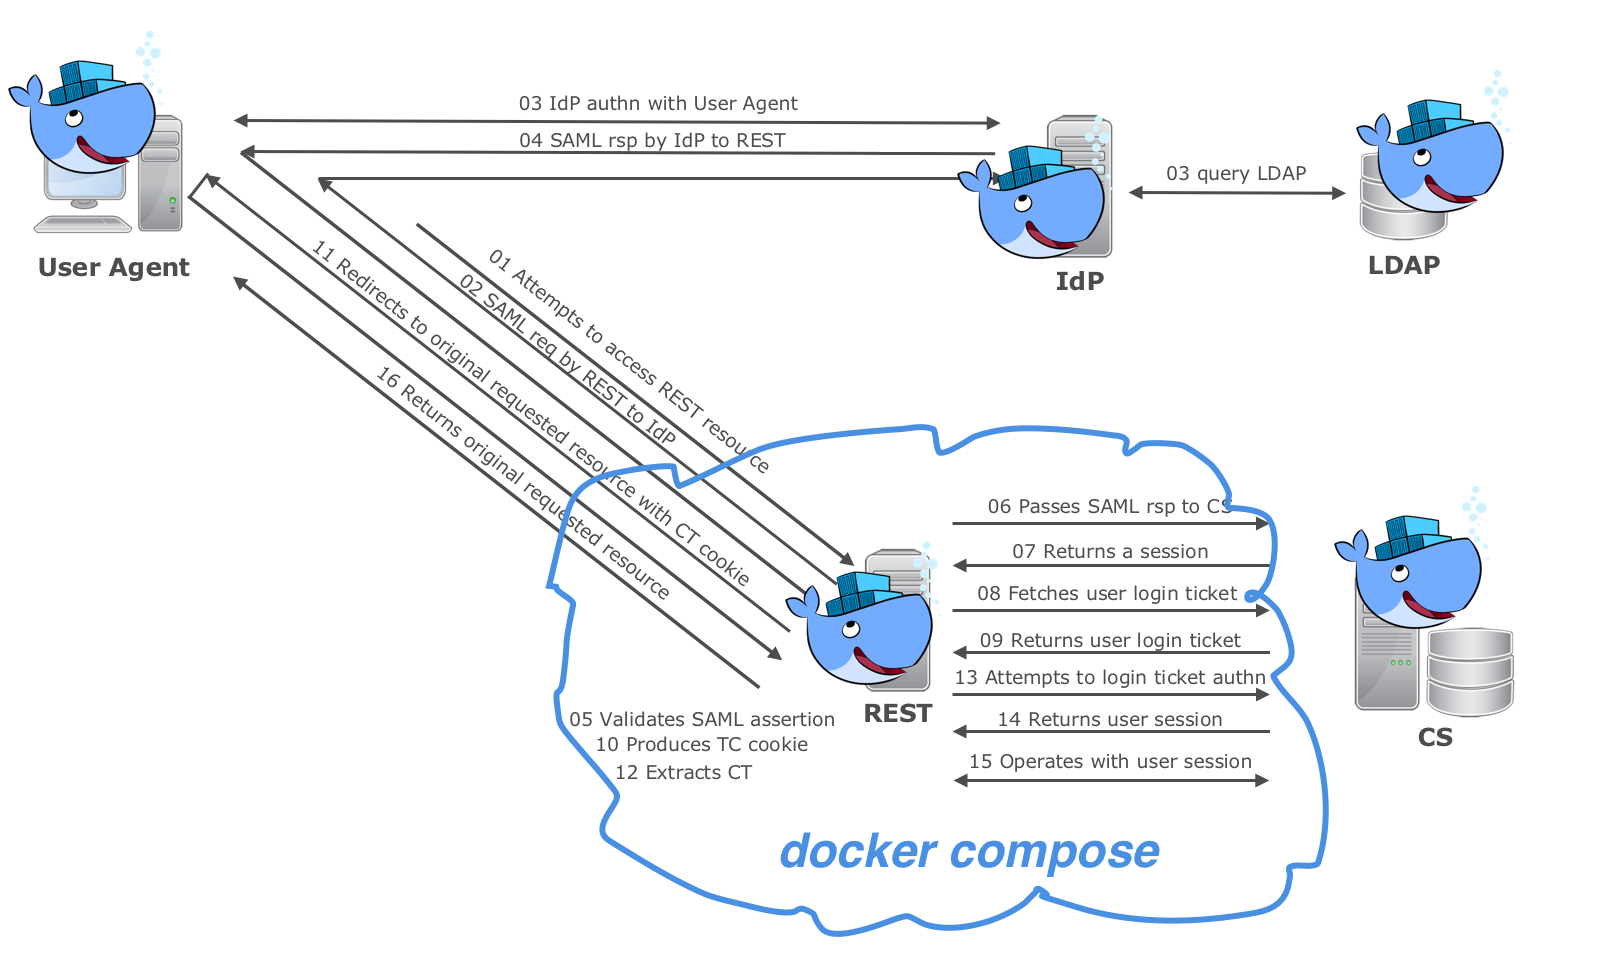 03 IdP authn with User Agent
04 SAML rsp by IdP to REST
03 query LDAP
User Agent
IdP
LDAP
01 Attempts to access REST resource
02 SAML req by REST to IdP
11 Redirects to original requested resource with CT cookie
16 Returns original requested resource
06 Passes SAML rsp to CS
07 Returns a session
08 Fetches user login ticket
09 Returns user login ticket
13 Attempts to login ticket authn
14 Returns user session
15 Operates with user session
REST
CS
05 Validates SAML assertion
10 Produces TC cookie
12 Extracts CT
docker compose